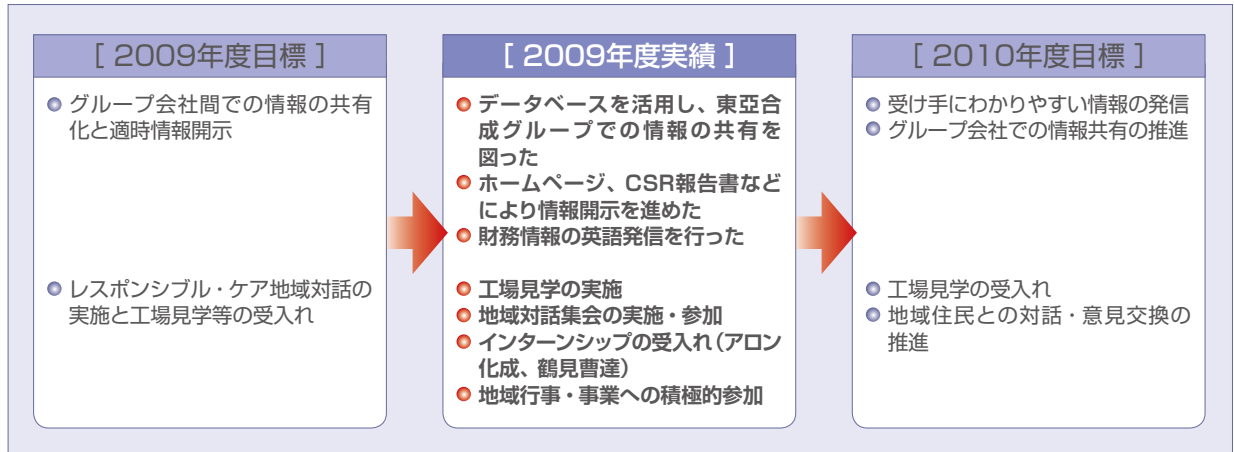 [ 2009年度目標 ]
グループ会社間での情報の共有
化と適時情報開示
レスポンシブル・ケア地域対話の
実施と工場見学等の受入れ
[ 2009年度実績 ]
データベースを活用し、東亞合
成グループでの情報の共有を
図った
ホームページ、CSR報告書など
により情報開示を進めた
財務情報の英語発信を行った
工場見学の実施
地域対話集会の実施・参加
インターンシップの受入れ（アロン
化成、鶴見曹達）
地域行事・事業への積極的参加
[ 2010年度目標 ]
受け手にわかりやすい情報の発信
グループ会社での情報共有の推進
工場見学の受入れ
地域住民との対話・意見交換の
推進